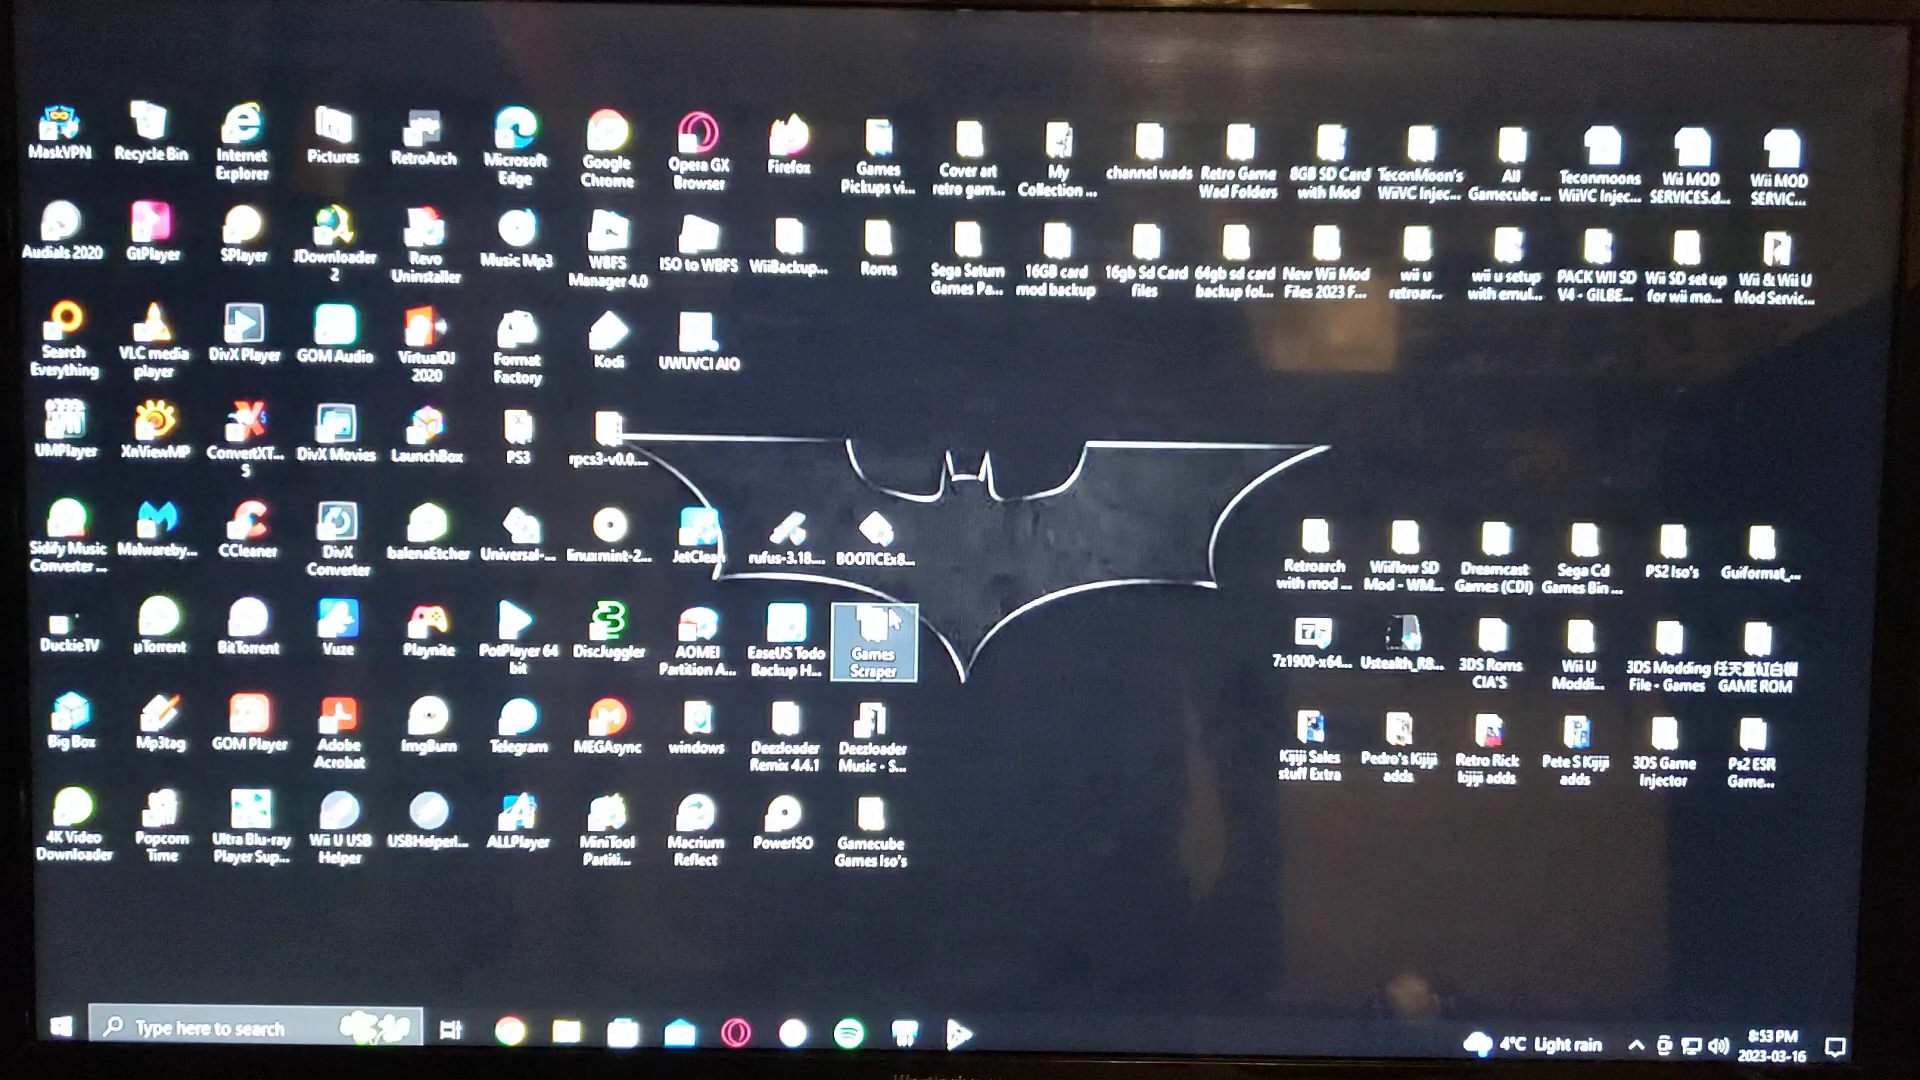 MaskVPN
Recycle Bin
Internet
Explorer
Pictures
RetroArch
Microsoft
Edge
Google
Chrome
Opera GX
Browser
Firefox
Games
Pickups vi...
Cover art
retro gam...
My
Collection ...
channel wads
Retro Game
Wad Folders
8GB SD Card
with Mod
TeconMoon's
WiiVC Injec...
All
Gamecube ...
Teconmoons
WiiVC Injec...
Wii MOD
SERVICES.d...
Wii MOD
SERVIC...
Audials 2020
GtPlayer
SPlayer
JDownloader
2
Revo
Uninstaller
Music Mp3
WBFS
Manager 4.0
ISO to WBFS
WiiBackup...
Roms
Sega Saturn
Games Pa...
16GB card
mod backup
16gb Sd Card
files
64gb sd card
backup fol...
New Wii Mod
Files 2023 F...
wii u
retroar...
wii u setup
with emul...
PACK WII SD
V4 - GILBE...
Wii SD set up
for wii mo...
Wii & Wii U
Mod Servic...
Search
Everything
VLC media
player
DivX Player
GOM Audio
VirtualDJ
2020
Format
Factory
Kodi
UWUVCI AIO
UMPlayer
XnViewMP
ConvertXT...
5
DivX Movies
LaunchBox
PS3
rpcs3-v0.0....
Sidify Music
Converter ...
Malwareby...
CCleaner
DivX
Converter
balenaEtcher
Universal-...
linuxmint-2...
JetClean
rufus-3.18....
BOOTICEx8...
Retroarch
with mod ...
Wiiflow SD
Mod - WM...
Dreamcast
Games (CDI)
Sega Cd
Games Bin ...
PS2 Iso's
Guiformat_...
DuckieTV
µTorrent
BitTorrent
Vuze
Playnite
PotPlayer 64
bit
DiscJuggler
AOMEI
Partition A...
EaseUS Todo
Backup H...
Games
Scraper
7z1900-x64...
Ustealth_R8...
3DS Roms
CIA'S
Wii U
Moddi...
3DS Modding
File - Games
GAME ROM
Big Box
Mp3tag
GOM Player
Adobe
Acrobat
ImgBurn
Telegram
MEGAsync
windows
Deezloader
Remix 4.4.1
Deezloader
Music - S...
Kijiji Sales
stuff Extra
Pedro's Kijiji
adds
Retro Rick
kijiji adds
Pete S Kijiji
adds
3DS Game
Injector
Ps2 ESR
Game...
4K Video
Downloader
Popcorn
Time
Ultra Blu-ray
Player Sup...
Wii U USB
Helper
USBHelperI...
ALLPlayer
MiniTool
Partiti...
Macrium
Reflect
PowerISO
Gamecube
Games Iso's
Type here to search
4°C Light rain
8:53 PM
2023-03-16